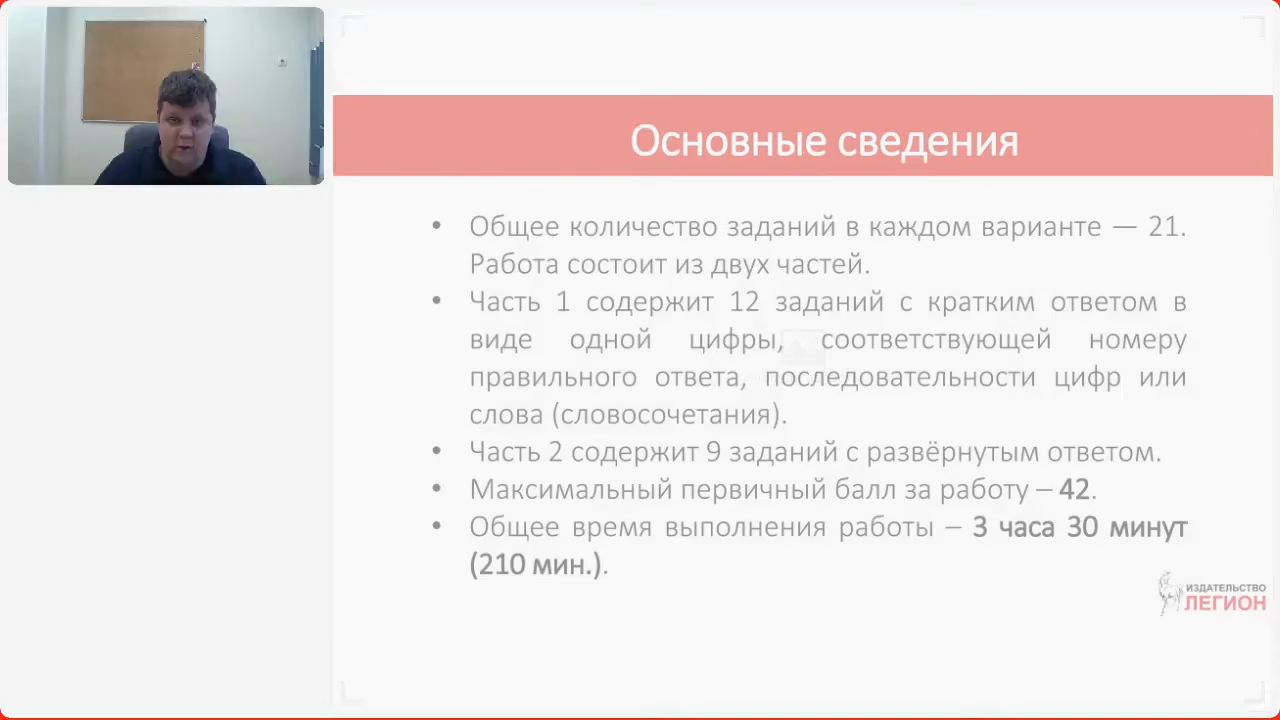 Основные сведения
• Общее количество заданий в каждом варианте — 21.
Работа состоит из двух частей.
• Часть 1 содержит 12 заданий с кратким ответом в
виде одной цифры, соответствующей номеру
правильного ответа, последовательности цифр или
слова (словосочетания).
• Часть 2 содержит 9 заданий с развёрнутым ответом.
• Максимальный первичный балл за работу – 42.
• Общее время выполнения работы – 3 часа 30 минут
(210 мин.).
ИЗДАТЕЛЬСТВО
ЛЕГИОН